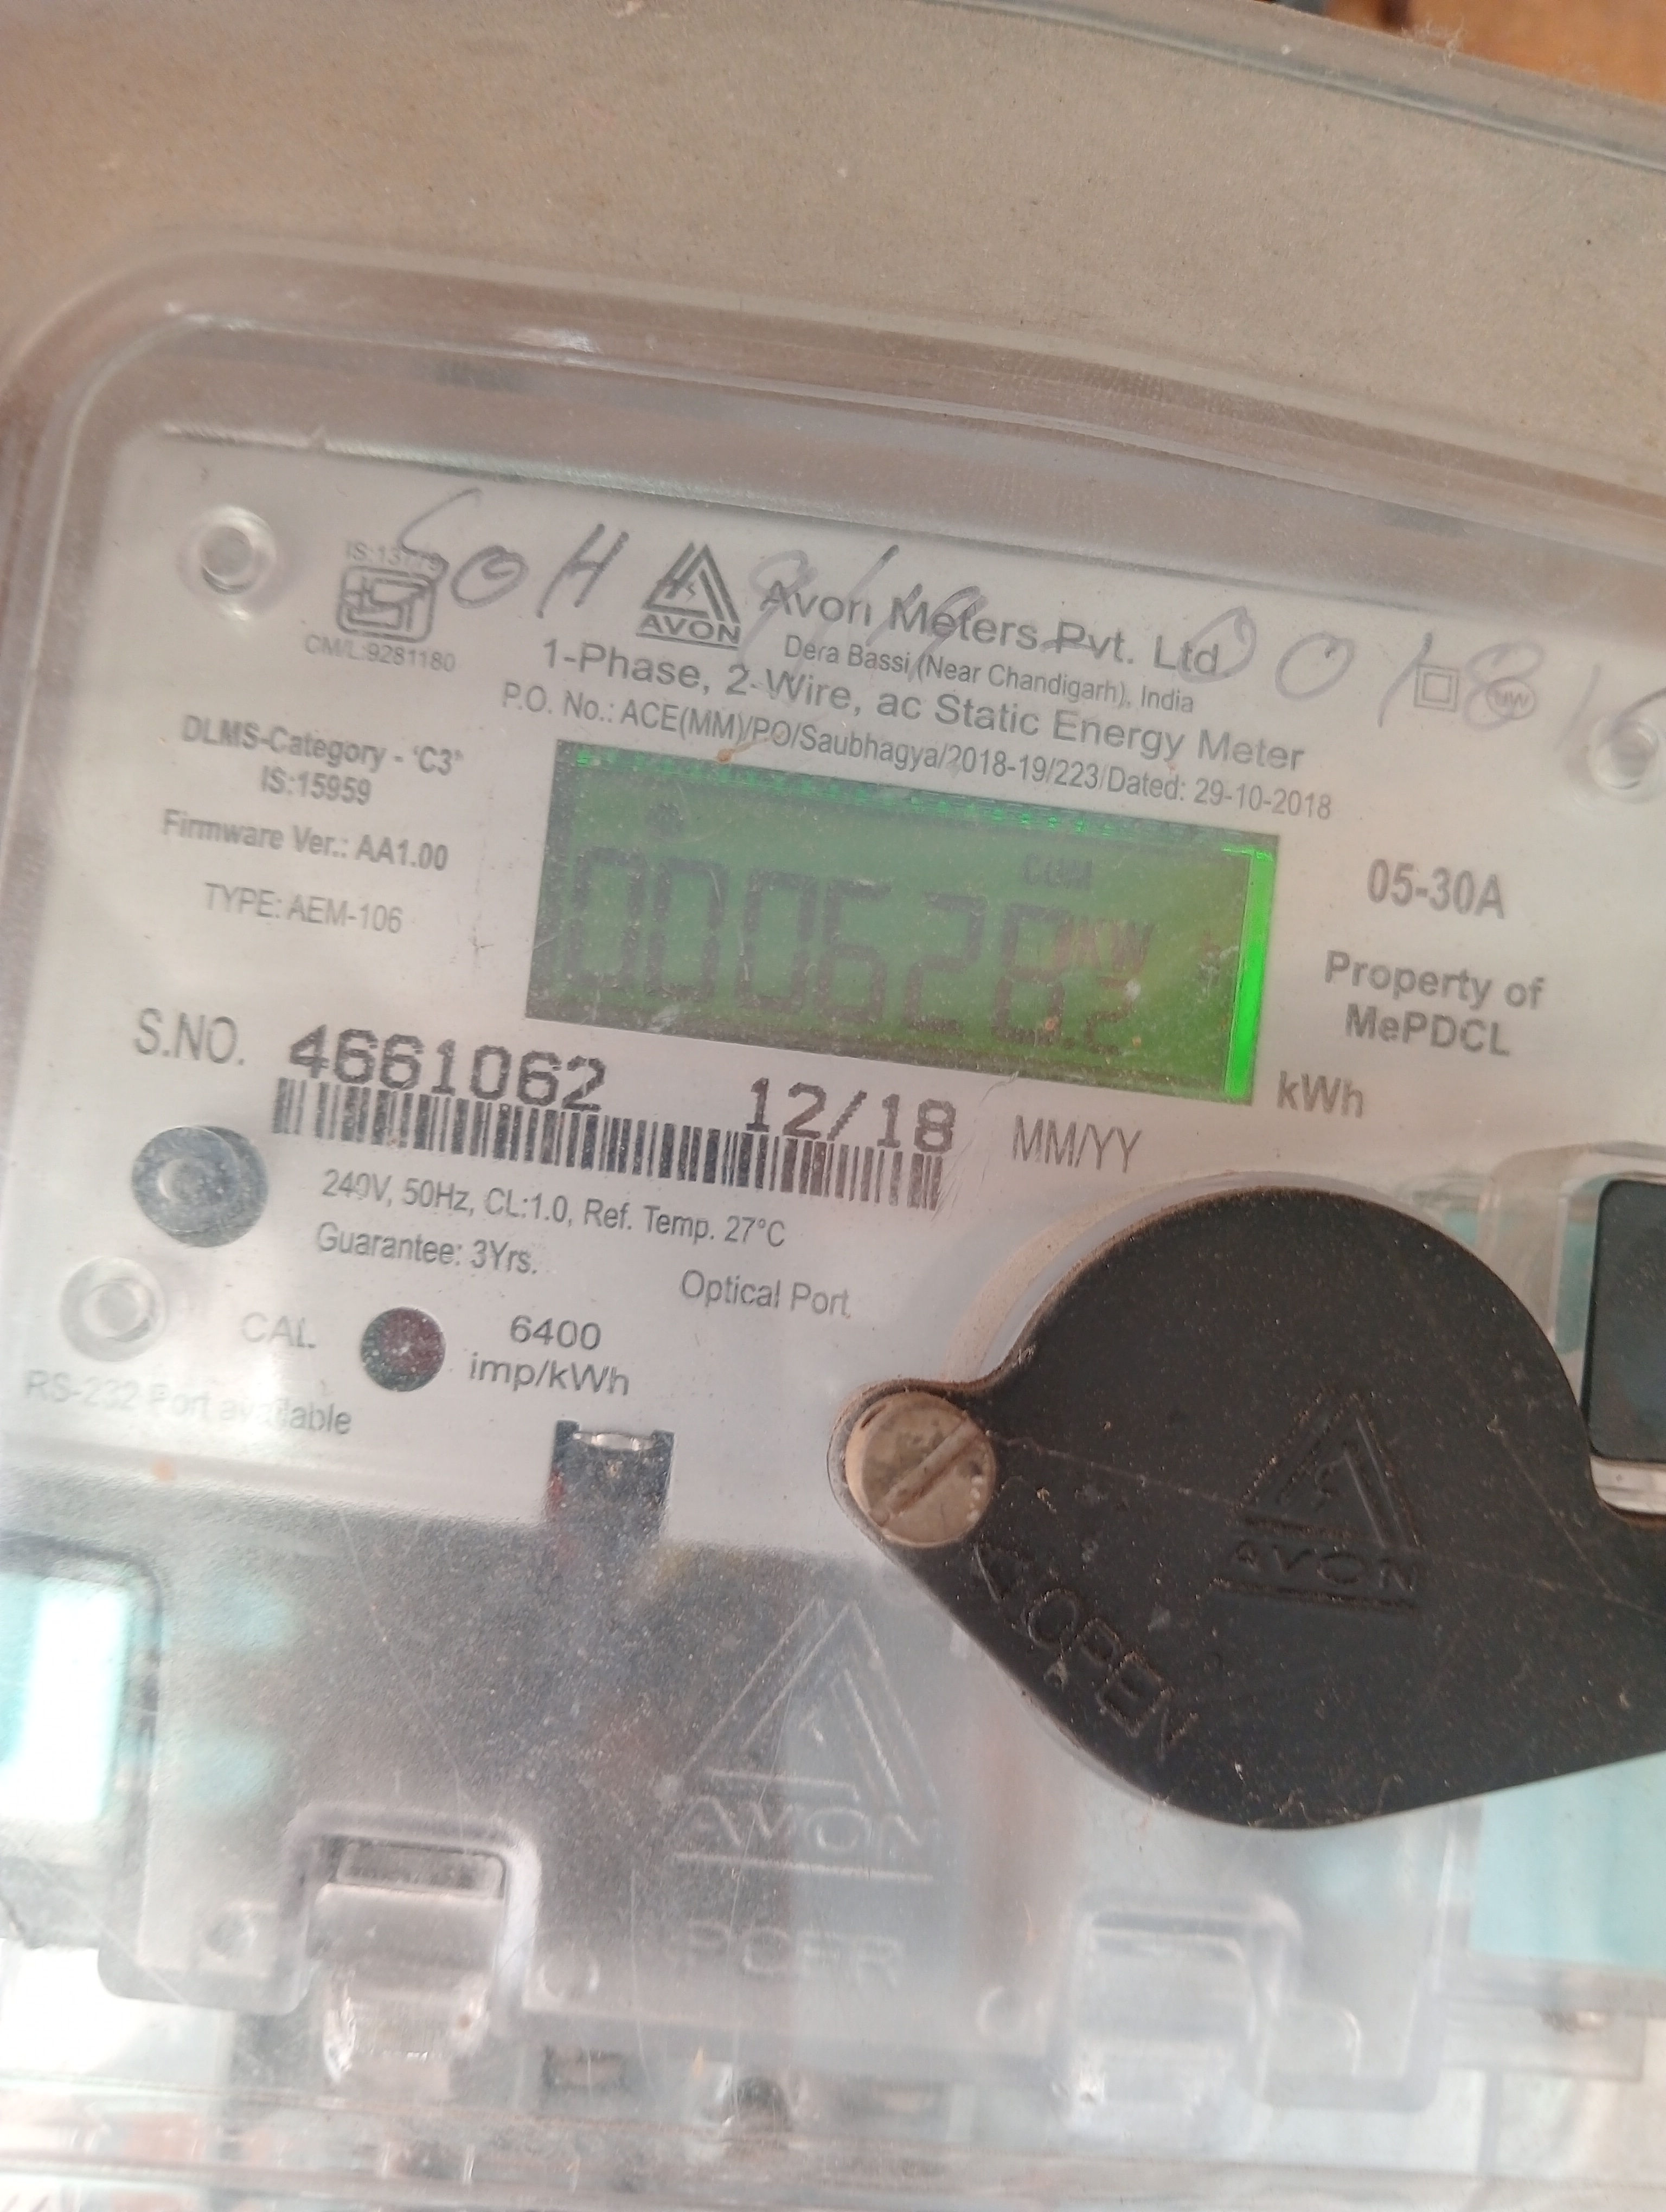 IS:13779
CM/L:9281180
AVON
Avon Meters Pvt. Ltd
Dera Bassi,(Near Chandigarh), India
1-Phase, 2-Wire, ac Static Energy Meter
P.O. No.: ACE(MM)/PO/Saubhagya/2018-19/223/Dated: 29-10-2018
DLMS-Category - 'C3'
IS:15959
Firmware Ver.: AA1.00
TYPE: AEM-106
CUM
000628.2
05-30A
Property of
MePDCL
kWh
S.NO. 4661062 12/18 MM/YY
240V, 50Hz, CL:1.0, Ref. Temp. 27°C
Guarantee: 3Yrs.
Optical Port
CAL 6400
imp/kWh
RS-232 Port available
AVON
OPEN
AVON